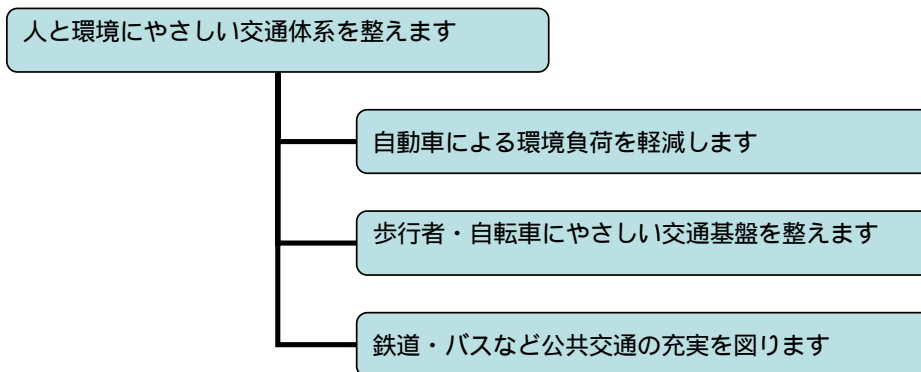 人と環境にやさしい交通体系を整えます
自動車による環境負荷を軽減します
歩行者・自転車にやさしい交通基盤を整えます
鉄道・バスなど公共交通の充実を図ります